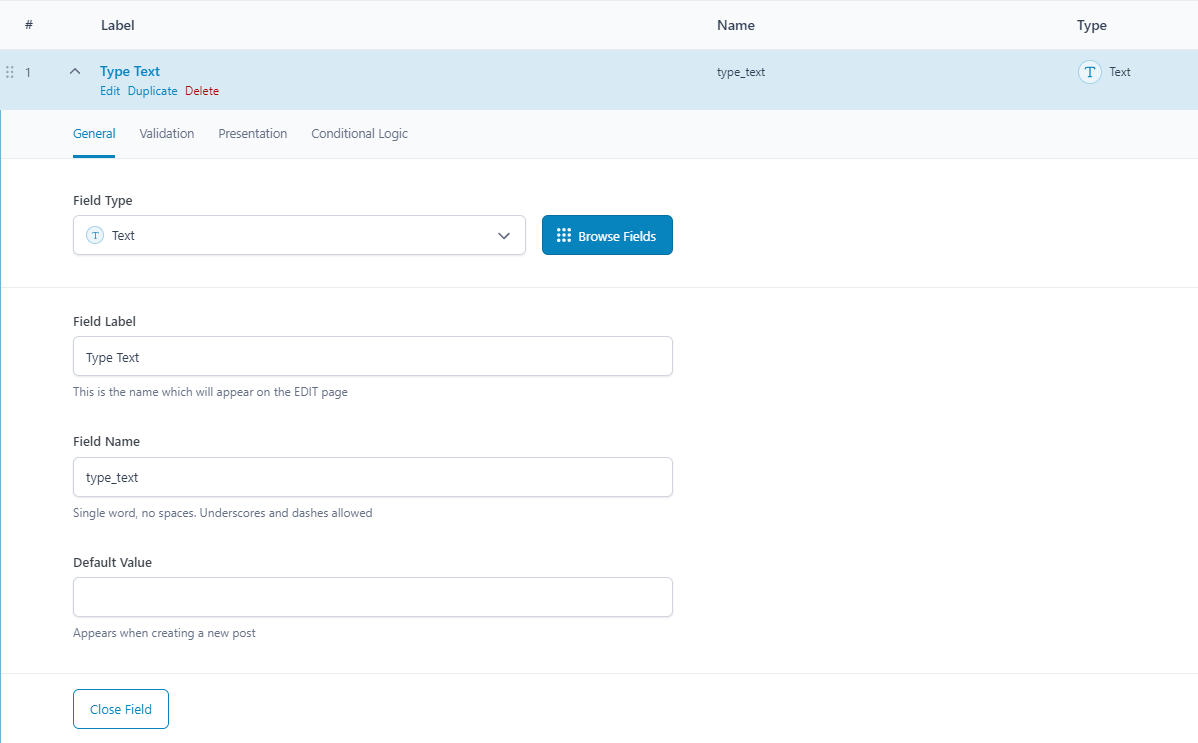 # Label Name Type
1 Type Text type_text T Text
Edit Duplicate Delete
General Validation Presentation Conditional Logic
Field Type
T Text Browse Fields
Field Label
Type Text
This is the name which will appear on the EDIT page
Field Name
type_text
Single word, no spaces. Underscores and dashes allowed
Default Value
Appears when creating a new post
Close Field